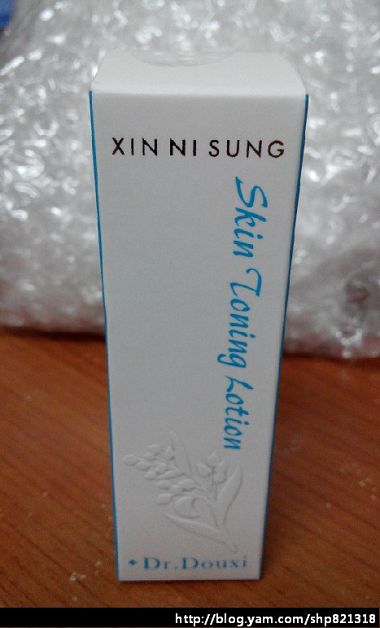 XIN NI SUNG
Skin Toning Lotion
Dr.Douxi
http://blog.yam.com/shp821318